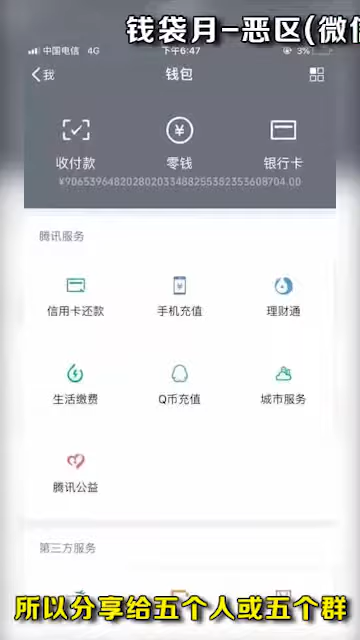 钱袋月-恶区(微信
中国电信 4G 下午6:47 3%
我 钱包
收付款 零钱 银行卡
¥90653964820280203348825538235360 8704.00
腾讯服务
信用卡还款 手机充值 理财通
生活缴费 Q币充值 城市服务
腾讯公益
第三方服务
所以分享给五个人或五个群